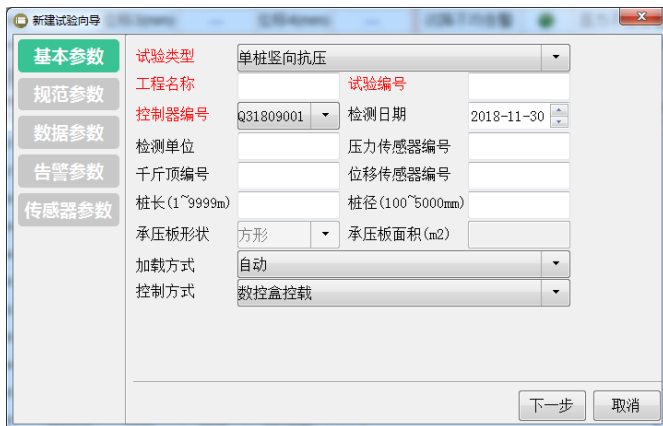 新建试验向导
基本参数
规范参数
数据参数
告警参数
传感器参数
试验类型 单桩竖向抗压
工程名称 试验编号
控制器编号 Q31809001 检测日期 2018-11-30
检测单位 压力传感器编号
千斤顶编号 位移传感器编号
桩长(1~9999m) 桩径(100~5000mm)
承压板形状 方形 承压板面积(m2)
加载方式 自动
控制方式 数控盒控载
下一步 取消